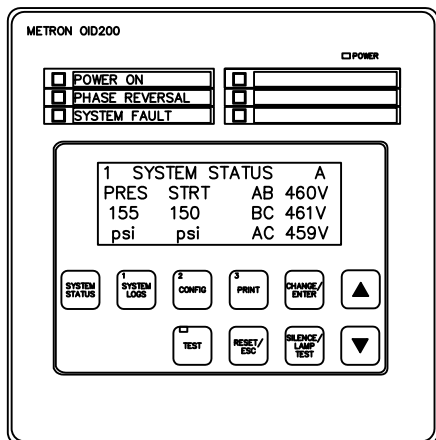 METRON OID200
POWER
POWER ON
PHASE REVERSAL
SYSTEM FAULT
1 SYSTEM STATUS A
PRES STRT AB 460V
155 150 BC 461V
psi psi AC 459V
SYSTEM STATUS
1 SYSTEM LOGS
2 CONFIG
3 PRINT
CHANGE/ ENTER
TEST
RESET/ ESC
SILENCE/ LAMP TEST